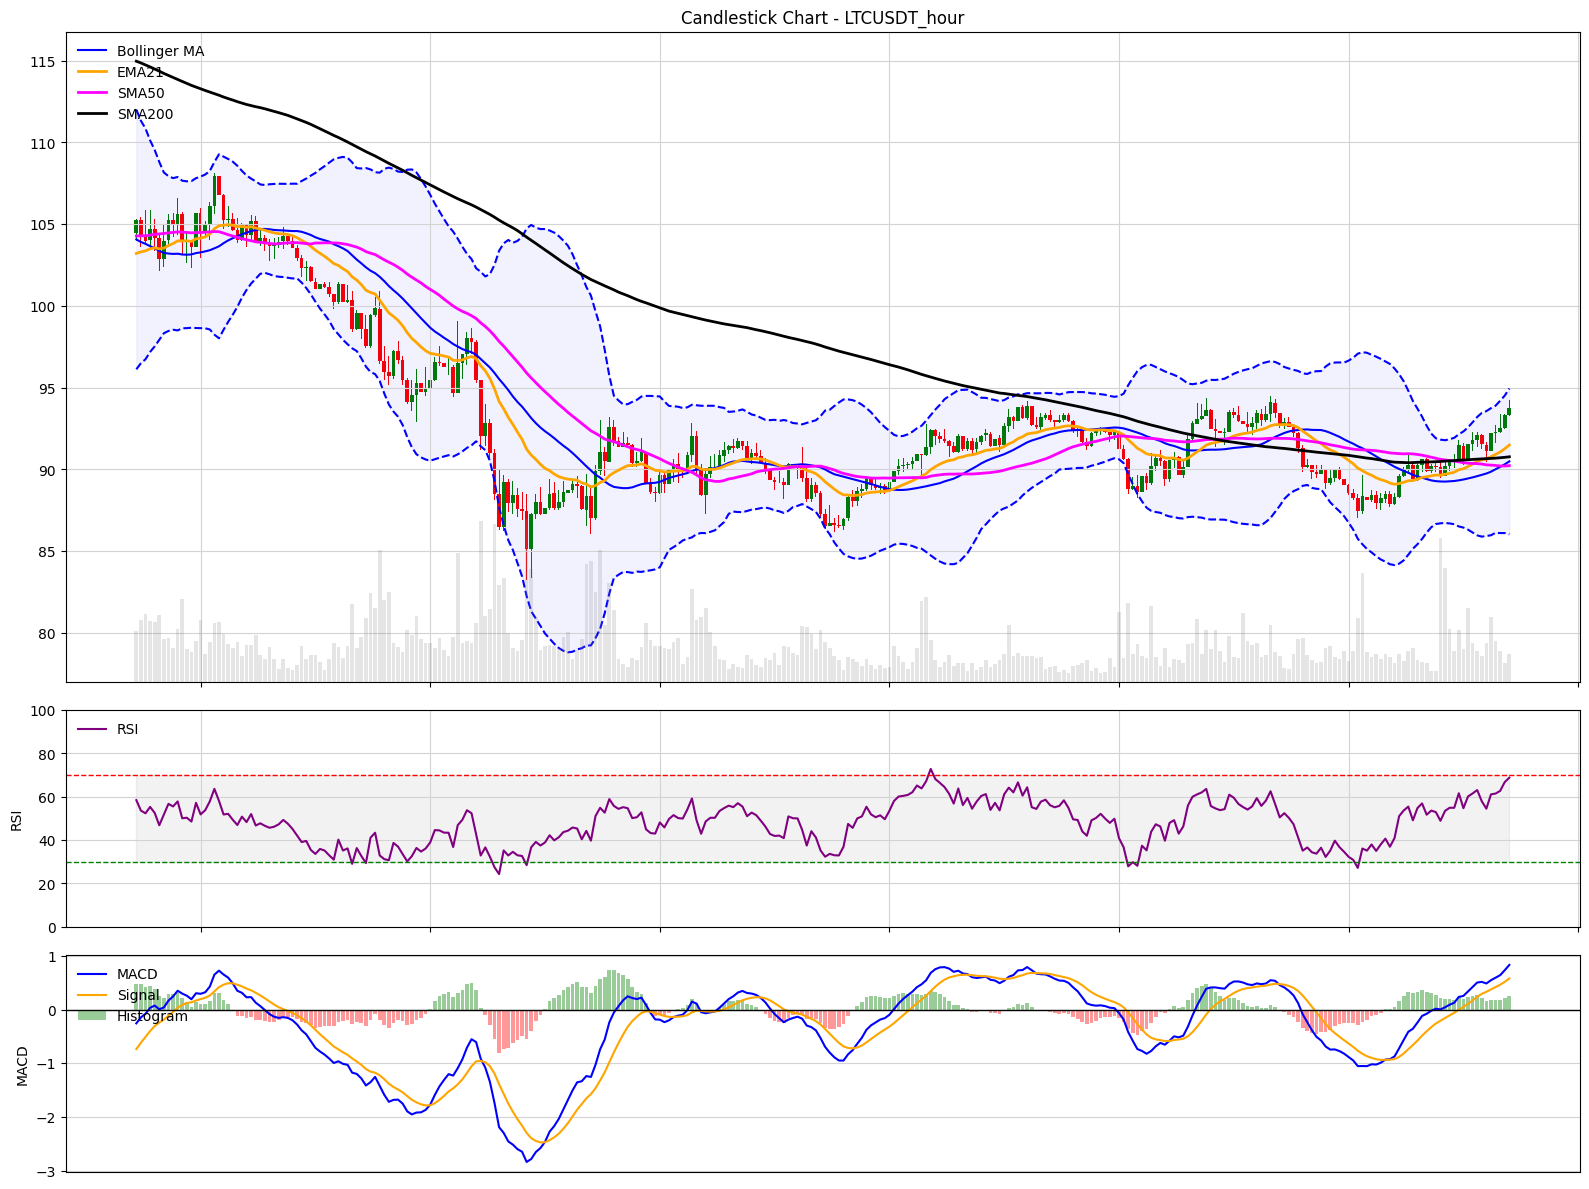 Candlestick Chart - LTCUSDT_hour
Bollinger MA
EMA21
SMA50
SMA200
115
110
105
100
95
90
85
80
RSI
100
80
60
40
20
0
RSI
MACD
Signal
Histogram
1
0
−1
−2
−3
MACD